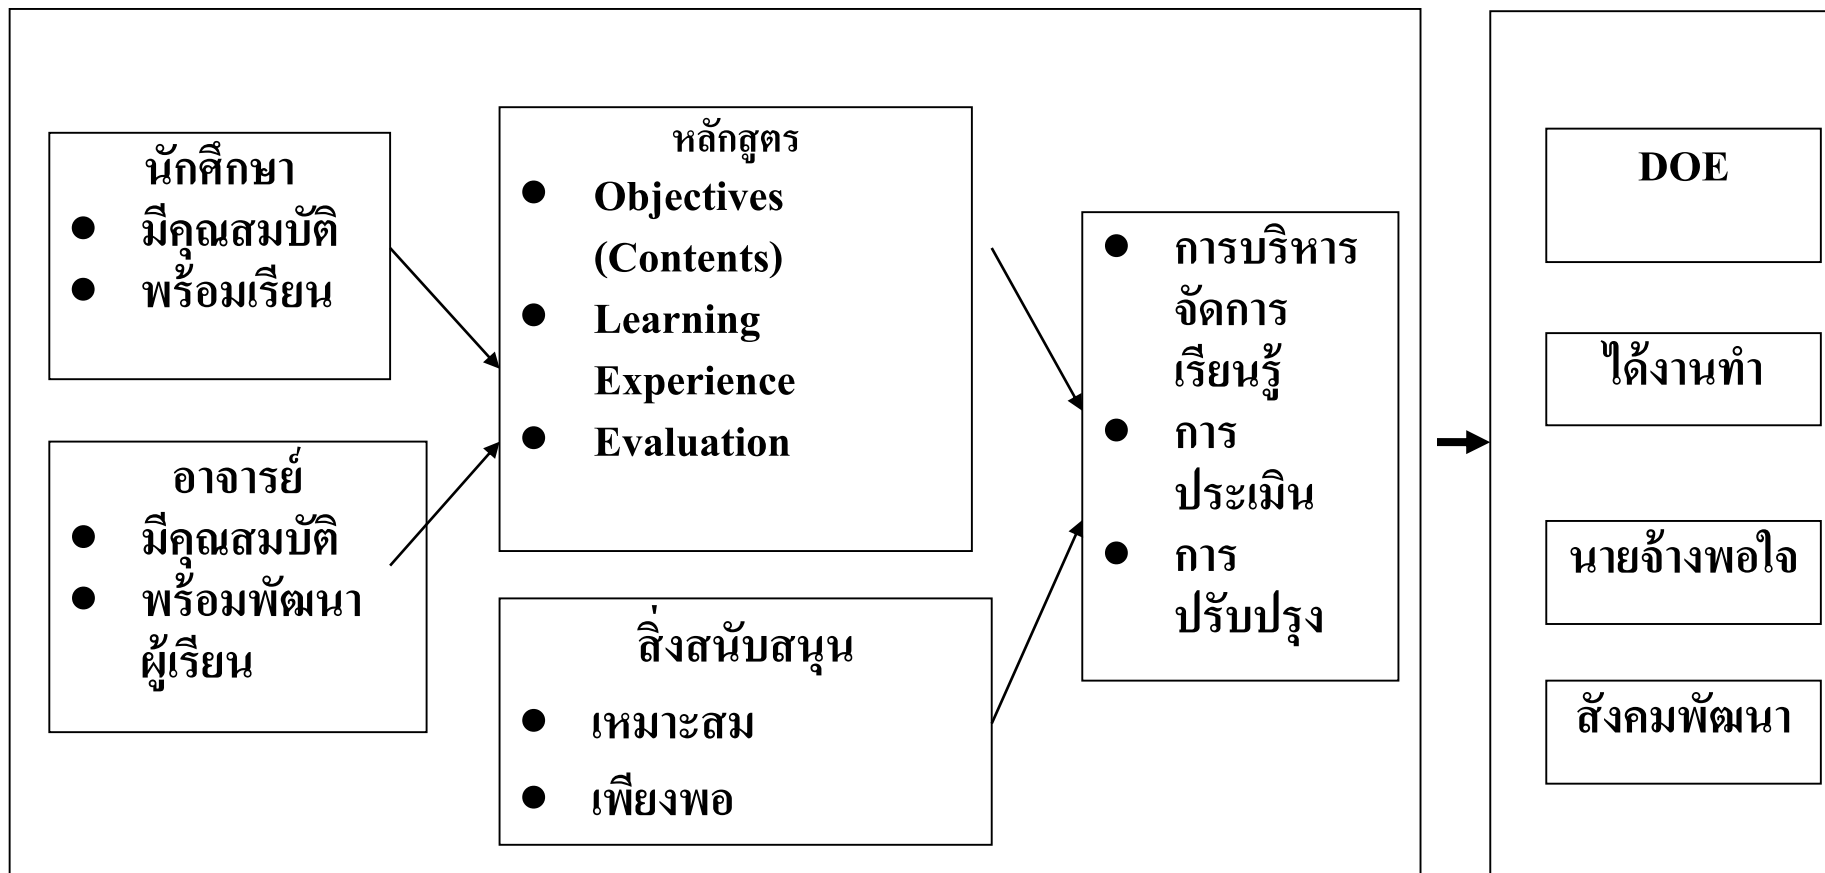 นักศึกษา
● มีคุณสมบัติ
● พร้อมเรียน
อาจารย์
● มีคุณสมบัติ
● พร้อมพัฒนา
ผู้เรียน
หลักสูตร
● Objectives
(Contents)
● Learning
Experience
● Evaluation
สิ่งสนับสนุน
● เหมาะสม
● เพียงพอ
● การบริหาร
จัดการ
เรียนรู้
● การ
ประเมิน
● การ
ปรับปรุง
DOE
ได้งานทำ
นายจ้างพอใจ
สังคมพัฒนา